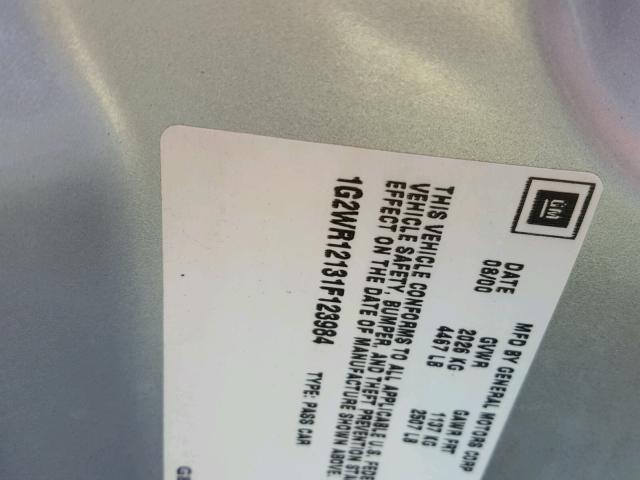 GM
MFD BY GENERAL MOTORS CORP
DATE GVWR GAWR FRT
08/00 2026 KG 1137 KG
4467 LB 2507 LB
THIS VEHICLE CONFORMS TO ALL APPLICABLE U.S. FEDE
VEHICLE SAFETY, BUMPER, AND THEFT PREVENTION STA
EFFECT ON THE DATE OF MANUFACTURE SHOWN ABOVE.
1G2WR12131F123984 TYPE: PASS CAR